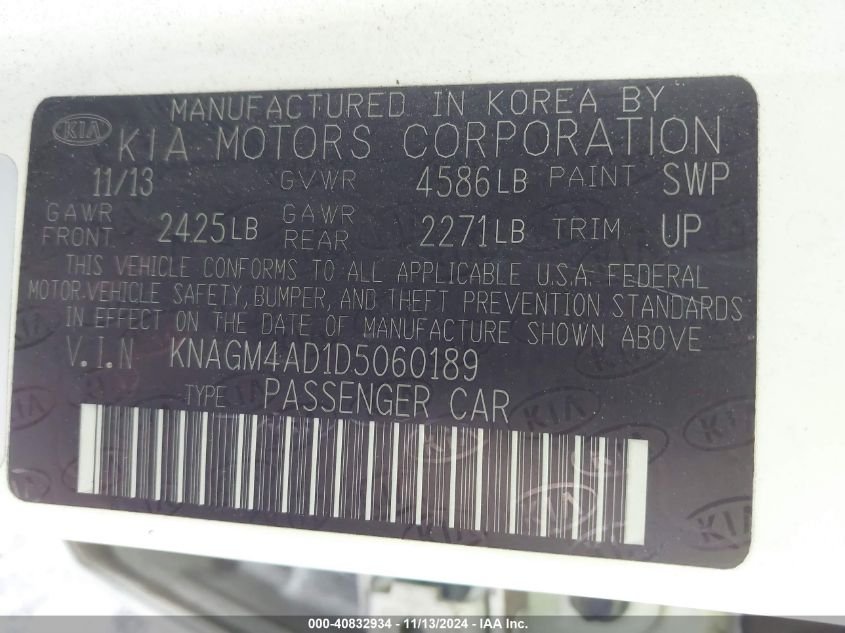 MANUFACTURED IN KOREA BY
KIA KIA MOTORS CORPORATION
11/13 GVWR 4586LB PAINT SWP
GAWR FRONT 2425LB GAWR REAR 2271LB TRIM UP
THIS VEHICLE CONFORMS TO ALL APPLICABLE U.S.A. FEDERAL
MOTOR.VEHICLE SAFETY, BUMPER, AND THEFT PREVENTION STANDARDS
IN EFFECT ON THE DATE OF MANUFACTURE SHOWN ABOVE
V.I.N KNAGM4AD1D5060189
TYPE PASSENGER CAR
000-40832934 - 11/13/2024 - IAA Inc.